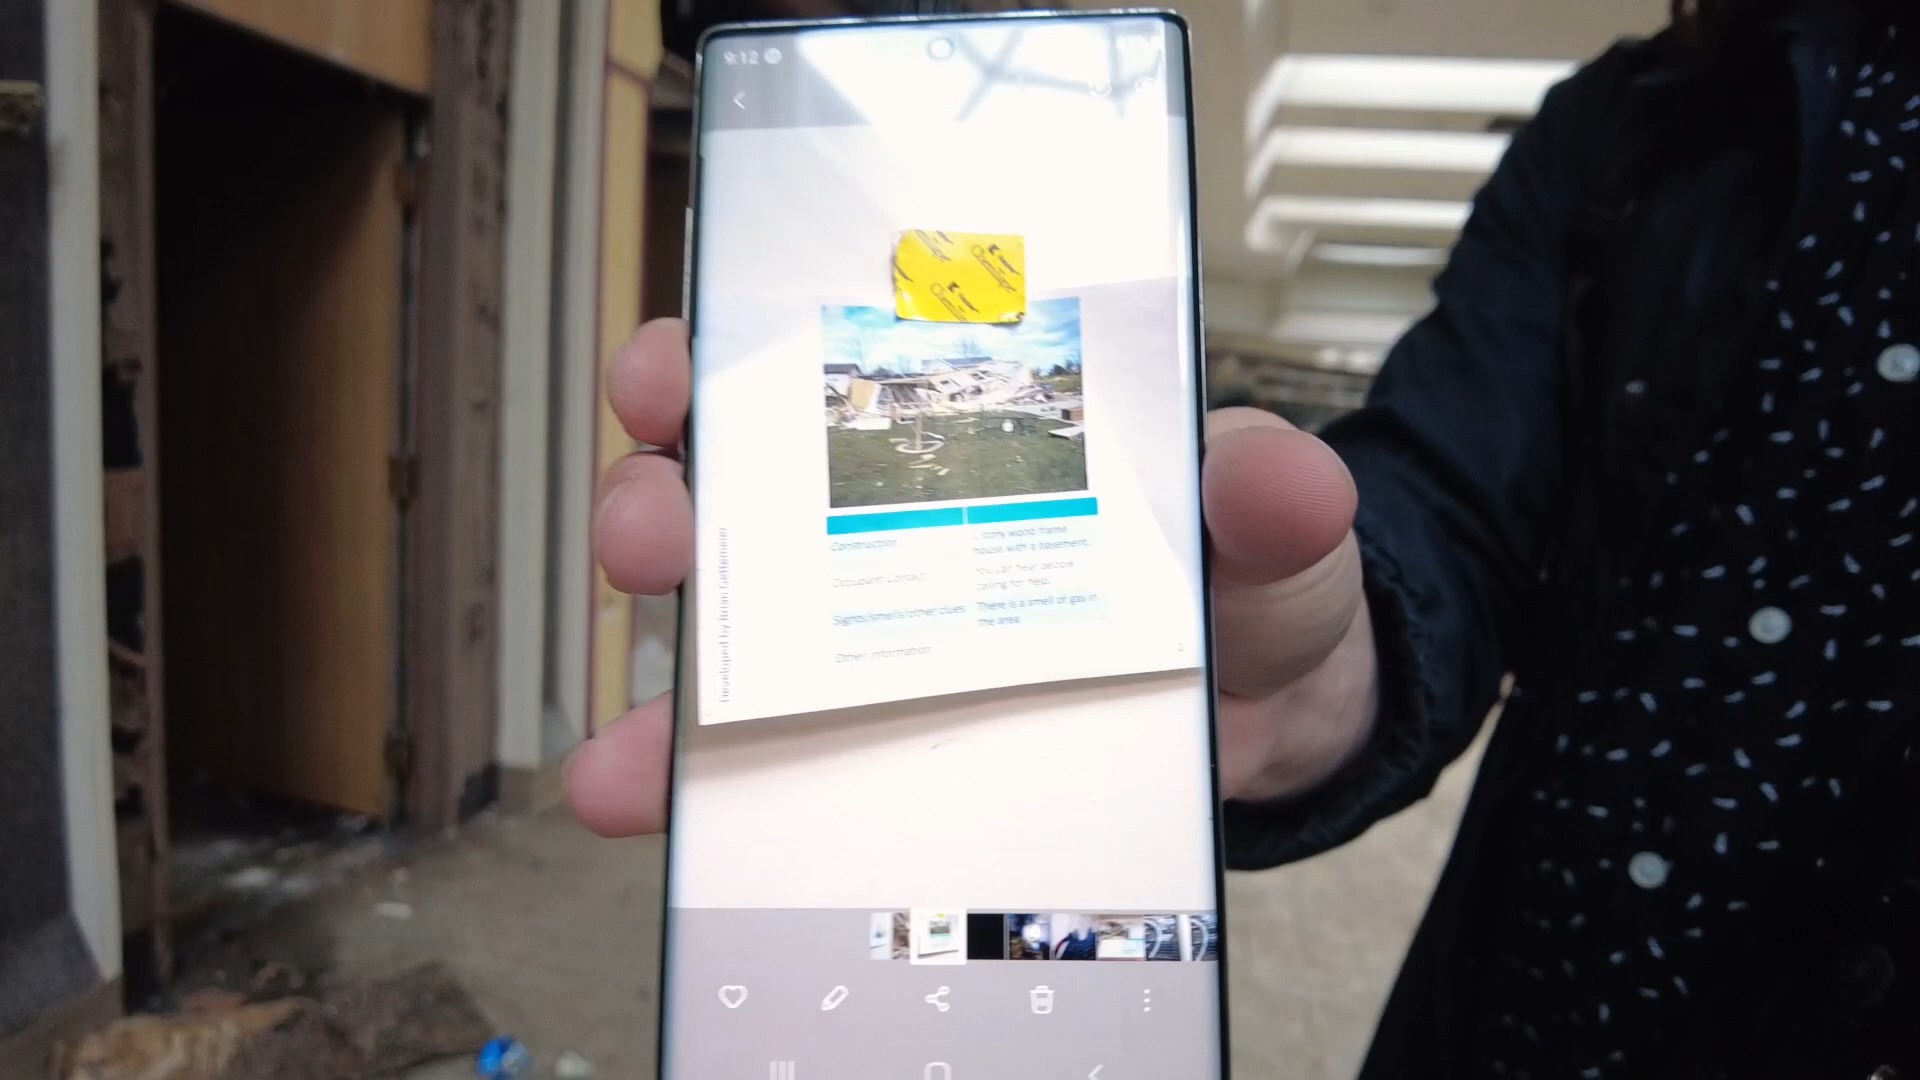 9:12
Construction
1 story wood frame
house with a basement.
Occupant Contact
You can hear people
calling for help.
Sights/smells/other clues
There is a smell of gas in
the area
Other information
2
Developed by Brian